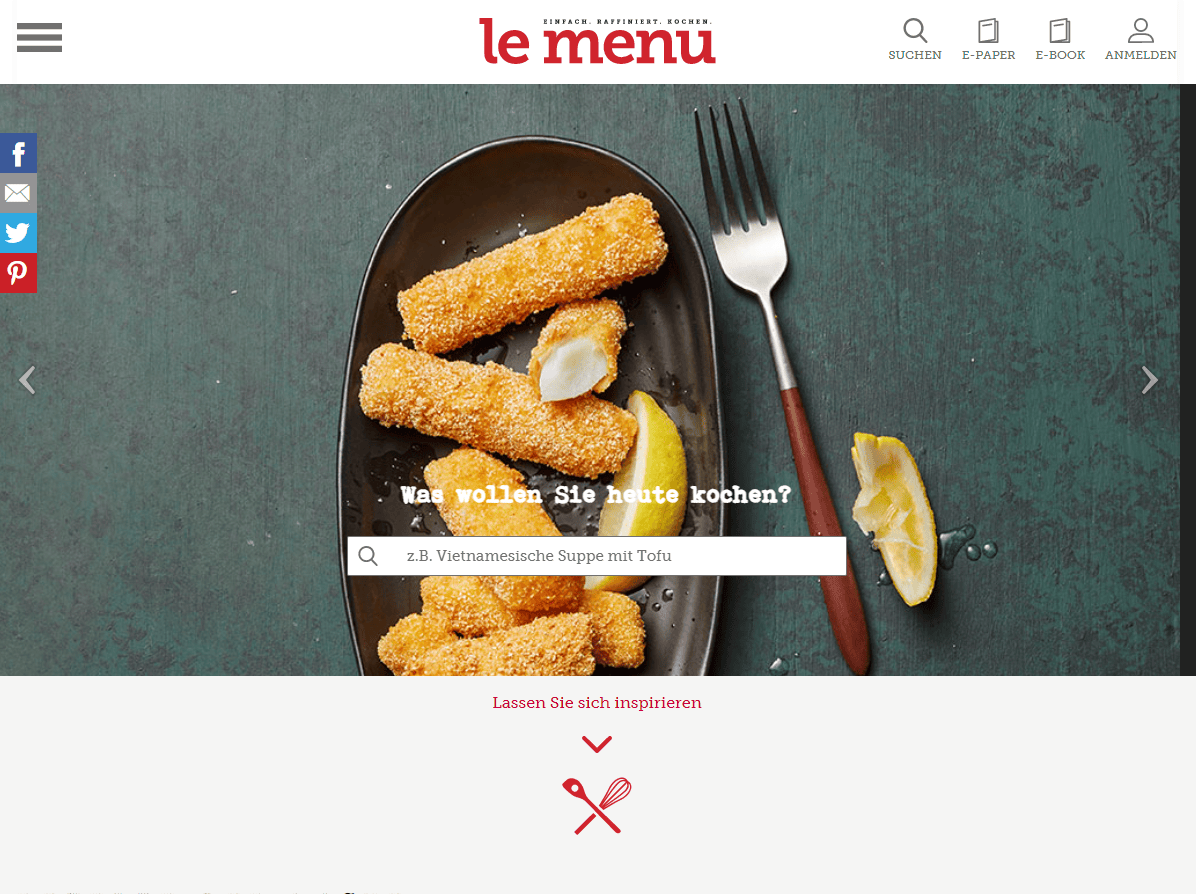 EINFACH. RAFFINIERT. KOCHEN.
le menu
SUCHEN
E-PAPER
E-BOOK
ANMELDEN
Was wollen Sie heute kochen?
z.B. Vietnamesische Suppe mit Tofu
Lassen Sie sich inspirieren